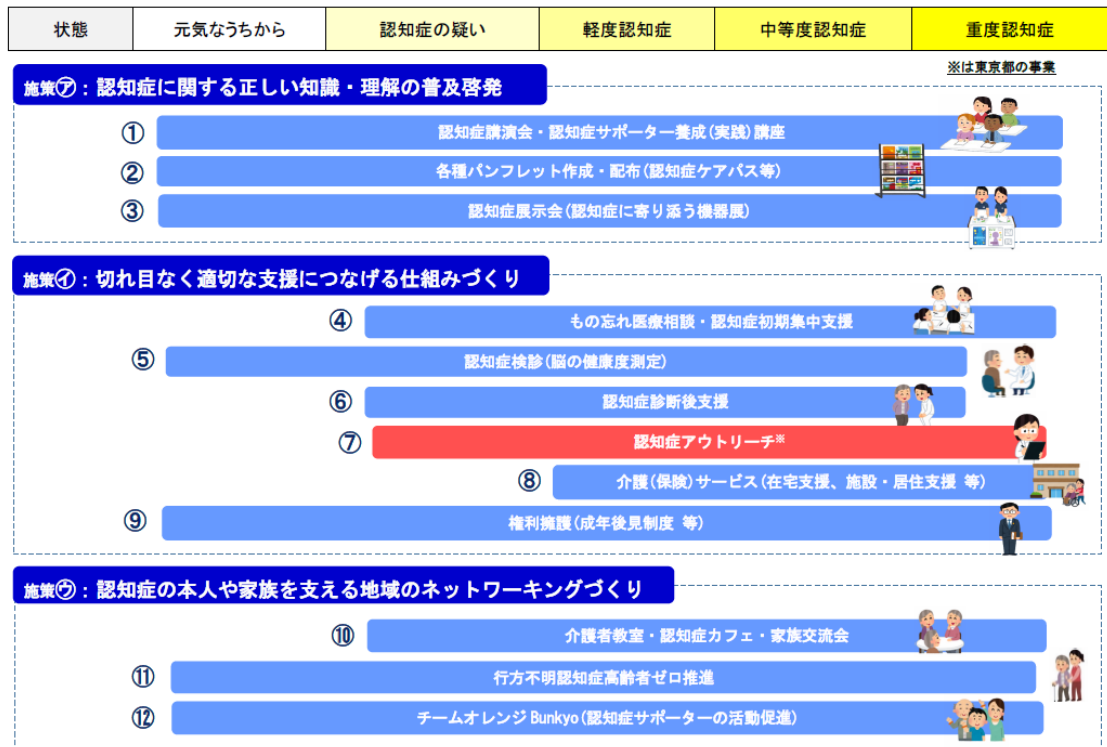 状態 元気なうちから 認知症の疑い 軽度認知症 中等度認知症 重度認知症
※は東京都の事業
施策㋐：認知症に関する正しい知識・理解の普及啓発
① 認知症講演会・認知症サポーター養成(実践)講座
② 各種パンフレット作成・配布(認知症ケアパス等)
③ 認知症展示会(認知症に寄り添う機器展)
施策㋑：切れ目なく適切な支援につなげる仕組みづくり
④ もの忘れ医療相談・認知症初期集中支援
⑤ 認知症検診(脳の健康度測定)
⑥ 認知症診断後支援
⑦ 認知症アウトリーチ※
⑧ 介護(保険)サービス(在宅支援、施設・居住支援 等)
⑨ 権利擁護(成年後見制度 等)
施策㋒：認知症の本人や家族を支える地域のネットワーキングづくり
⑩ 介護者教室・認知症カフェ・家族交流会
⑪ 行方不明認知症高齢者ゼロ推進
⑫ チームオレンジ Bunkyo(認知症サポーターの活動促進)